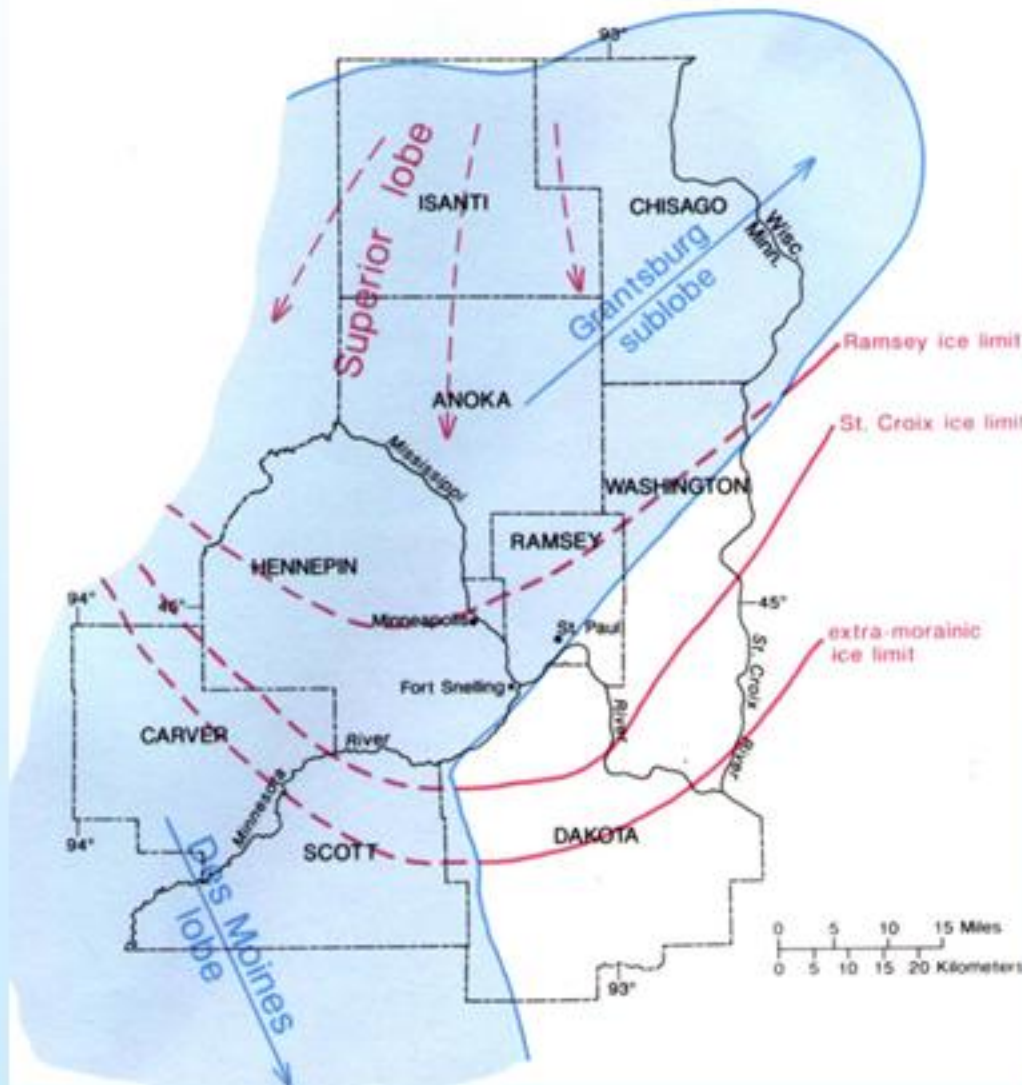 93°
Superior lobe
ISANTI
CHISAGO
Wisc.
Minn.
Grantsburg
sublobe
Ramsey ice limit
ANOKA
St. Croix ice limit
Mississippi
WASHINGTON
RAMSEY
HENNEPIN
94°
45°
45°
Minneapolis
St. Paul
extra-morainic
ice limit
Fort Snelling
St. Croix
River
River
CARVER
River
Minnesota
94°
SCOTT
DAKOTA
Des Moines
lobe
0 5 10 15 Miles
0 5 10 15 20 Kilometers
93°